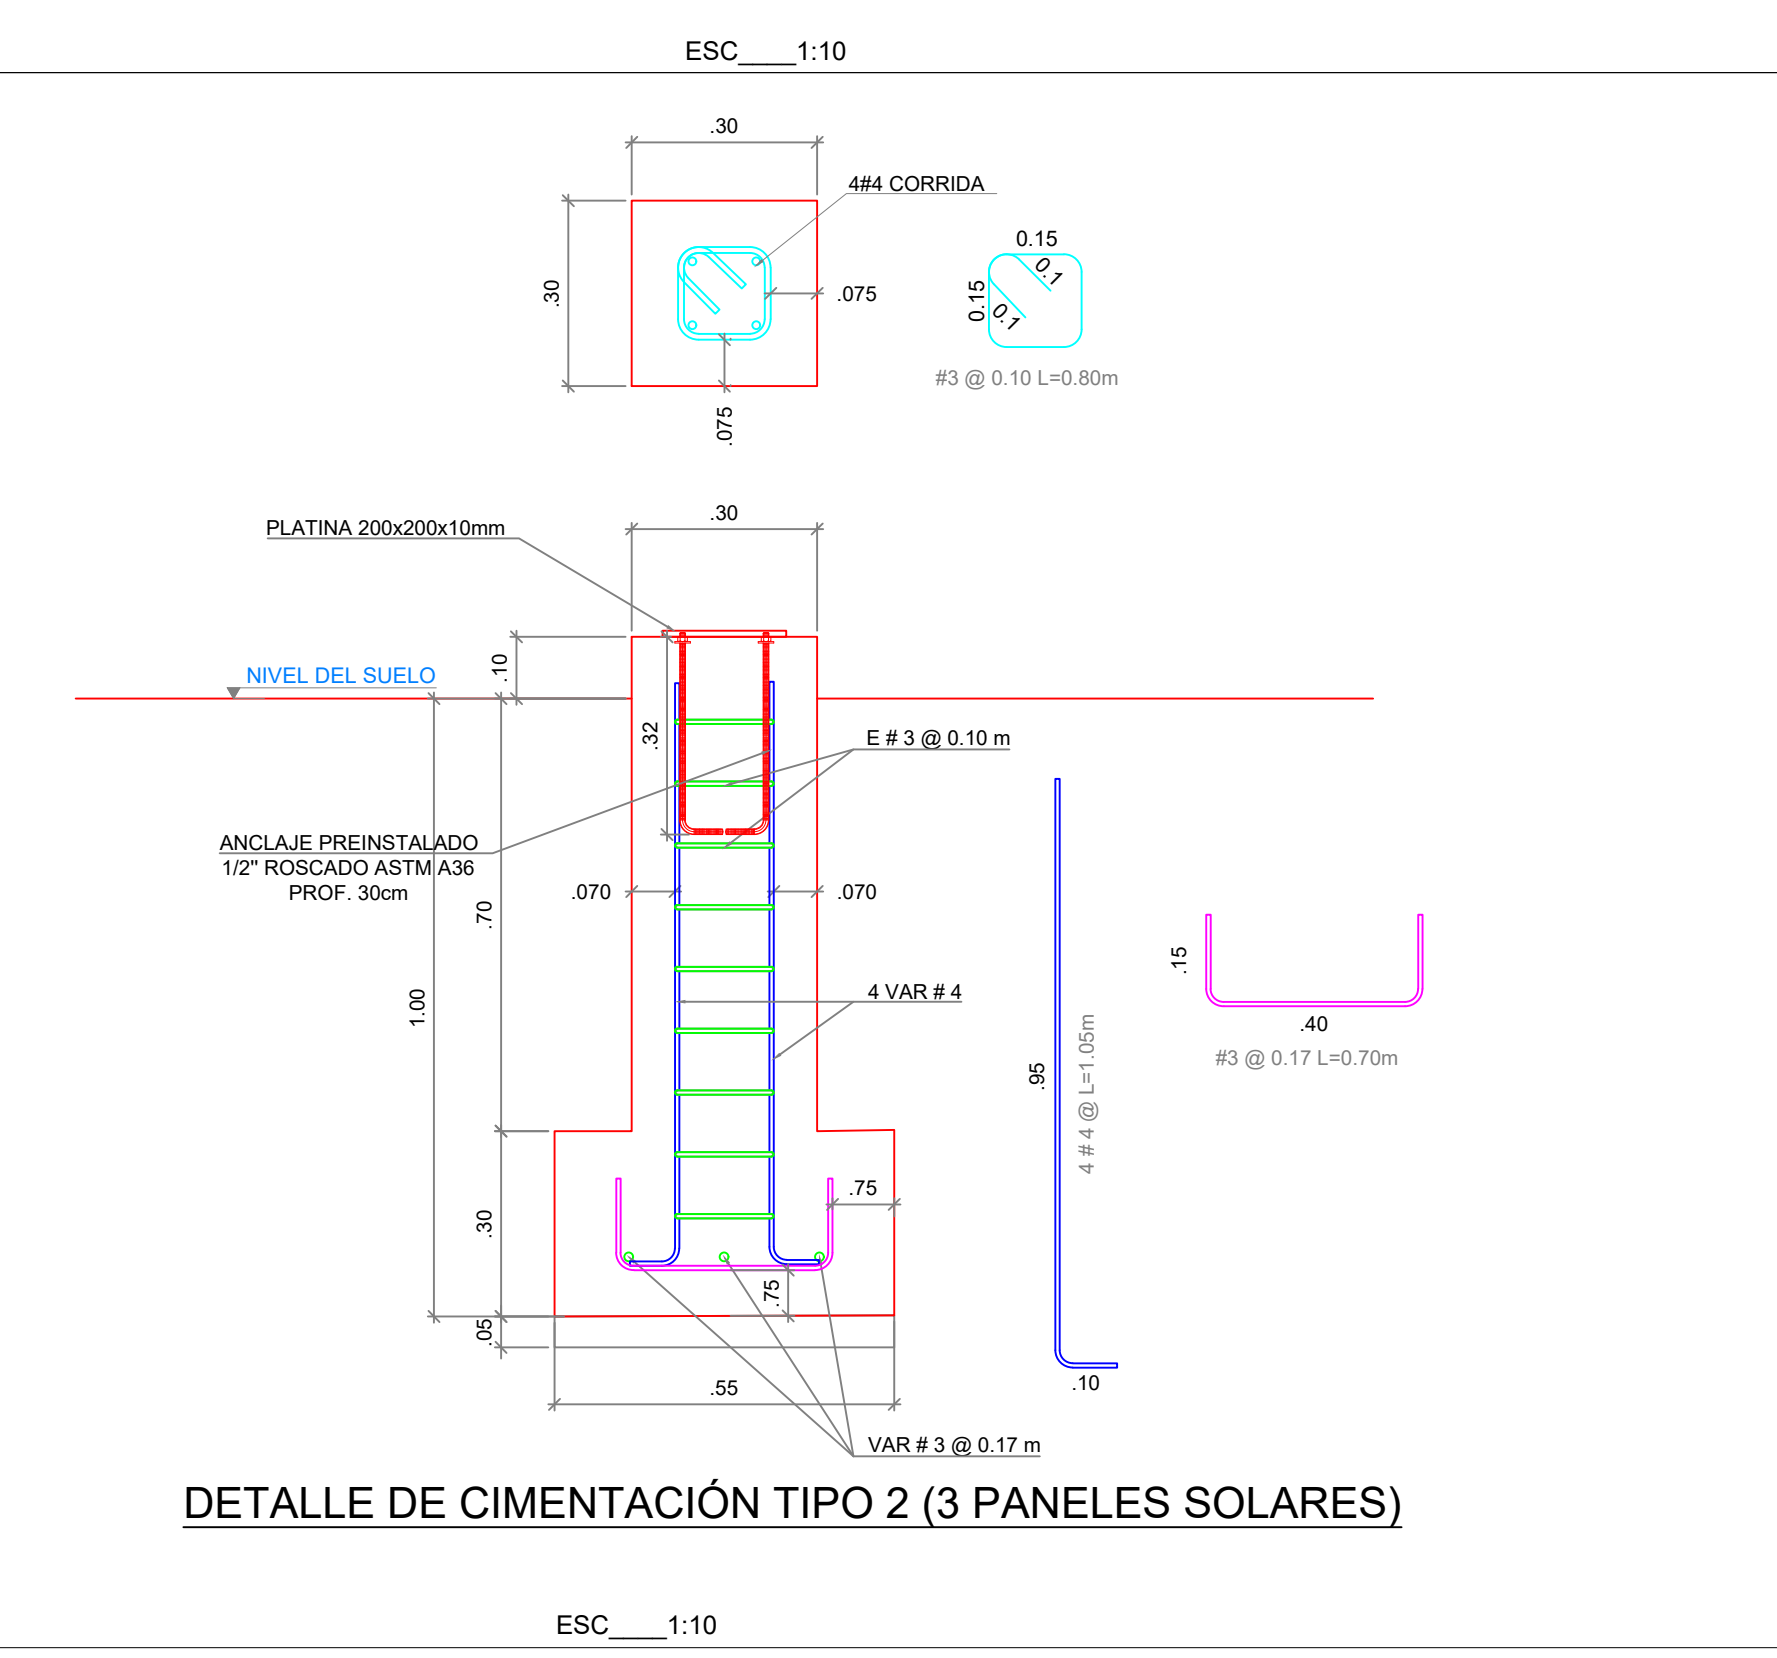 ESC____1:10
.30
4#4 CORRIDA
.30
.075
.075
0.15
0.1
0.15
0.1
#3 @ 0.10 L=0.80m
.30
PLATINA 200x200x10mm
.10
NIVEL DEL SUELO
.32
E # 3 @ 0.10 m
ANCLAJE PREINSTALADO
1/2" ROSCADO ASTM A36
PROF. 30cm
.070
.070
.70
1.00
4 VAR # 4
.95
4 # 4 @ L=1.05m
.10
.15
.40
#3 @ 0.17 L=0.70m
.75
.30
.75
.05
.55
VAR # 3 @ 0.17 m
DETALLE DE CIMENTACIÓN TIPO 2 (3 PANELES SOLARES)
ESC____1:10